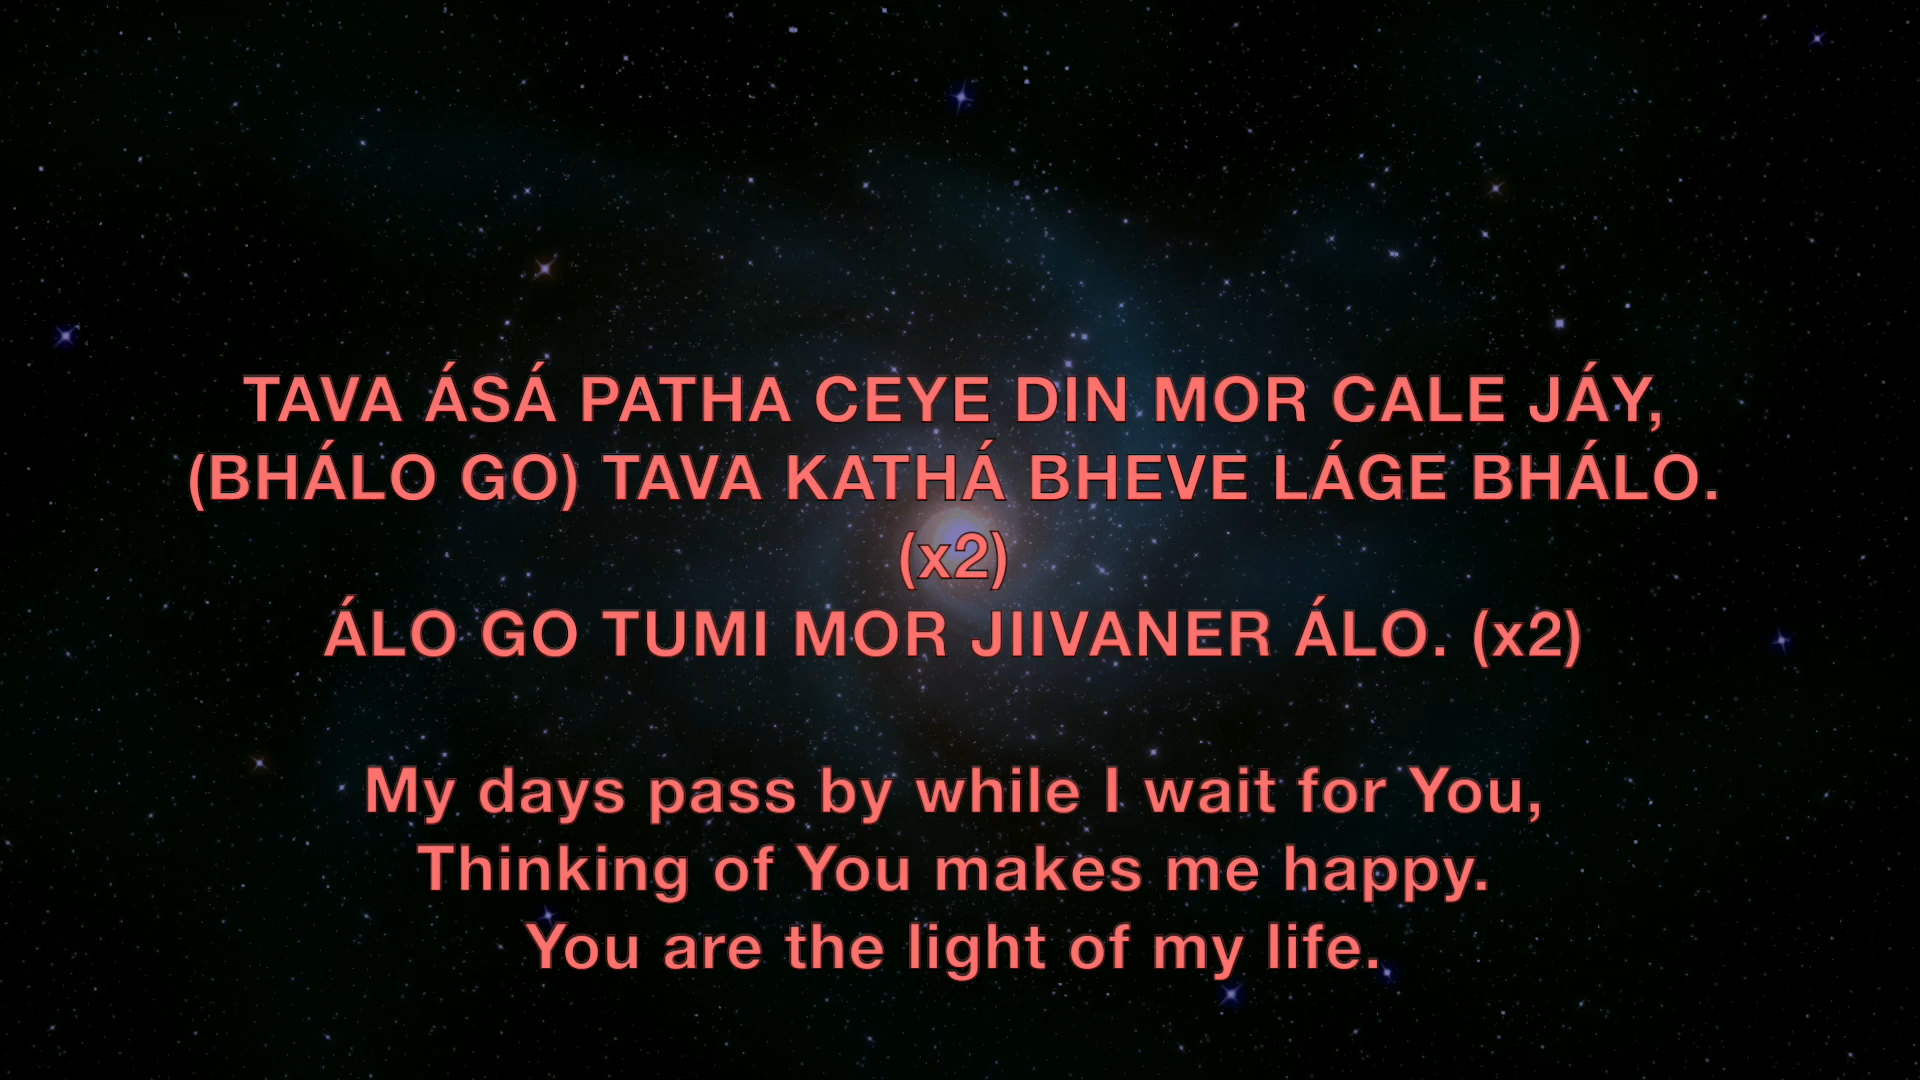 TAVA ÁSÁ PATHA CEYE DIN MOR CALE JÁY,
(BHÁLO GO) TAVA KATHÁ BHEVE LÁGE BHÁLO.
(x2)
ÁLO GO TUMI MOR JIIVANER ÁLO. (x2)
My days pass by while I wait for You,
Thinking of You makes me happy.
You are the light of my life.